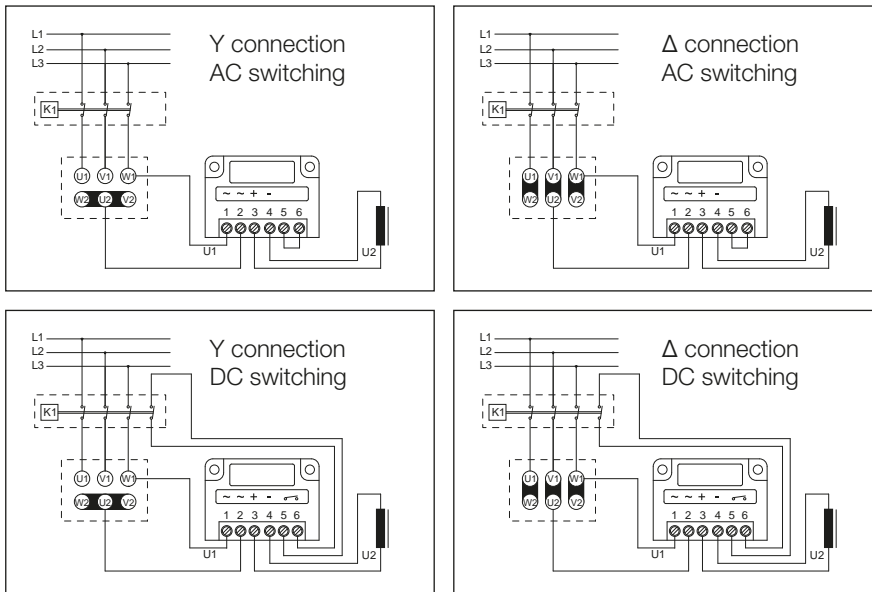 Y connection
AC switching
L1
L2
L3
K1
U1 V1 W1
W2 U2 V2
~ ~ + -
1 2 3 4 5 6
U1
U2
Δ connection
AC switching
L1
L2
L3
K1
U1 V1 W1
W2 U2 V2
~ ~ + -
1 2 3 4 5 6
U1
U2
Y connection
DC switching
L1
L2
L3
K1
U1 V1 W1
W2 U2 V2
~ ~ + -
1 2 3 4 5 6
U1
U2
Δ connection
DC switching
L1
L2
L3
K1
U1 V1 W1
W2 U2 V2
~ ~ + -
1 2 3 4 5 6
U1
U2